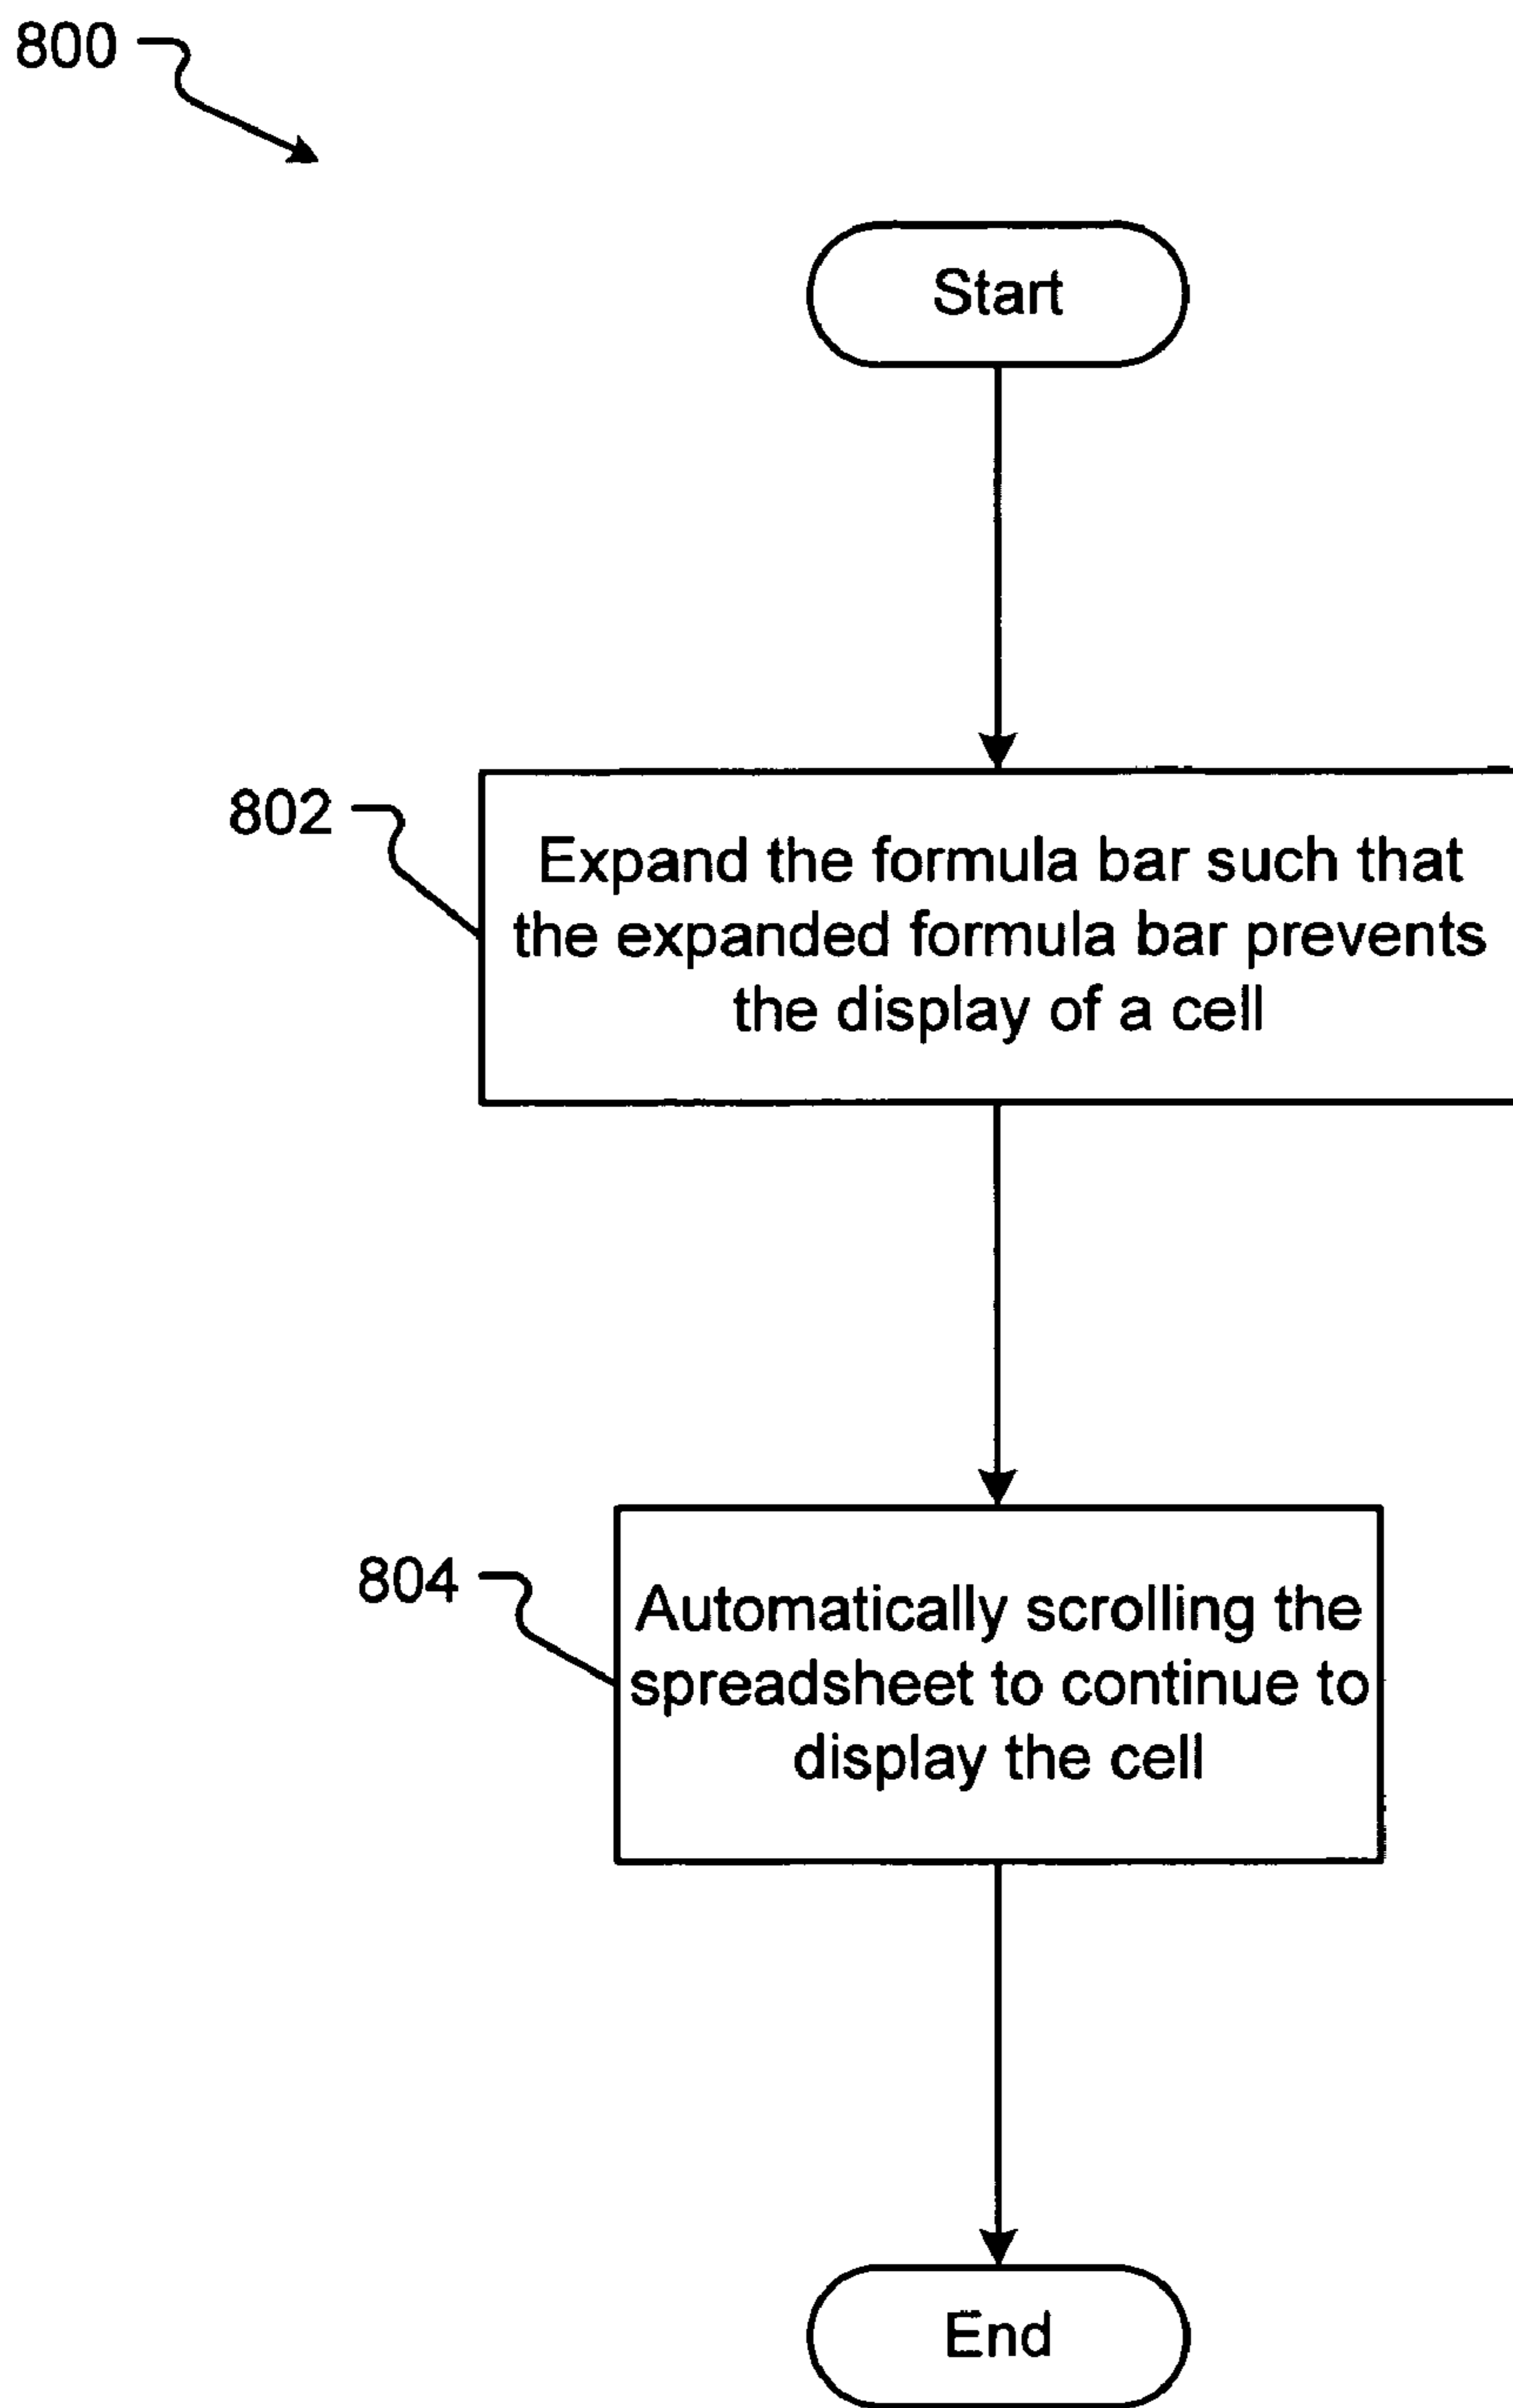 800
Start
802
Expand the formula bar such that
the expanded formula bar prevents
the display of a cell
804
Automatically scrolling the
spreadsheet to continue to
display the cell
End